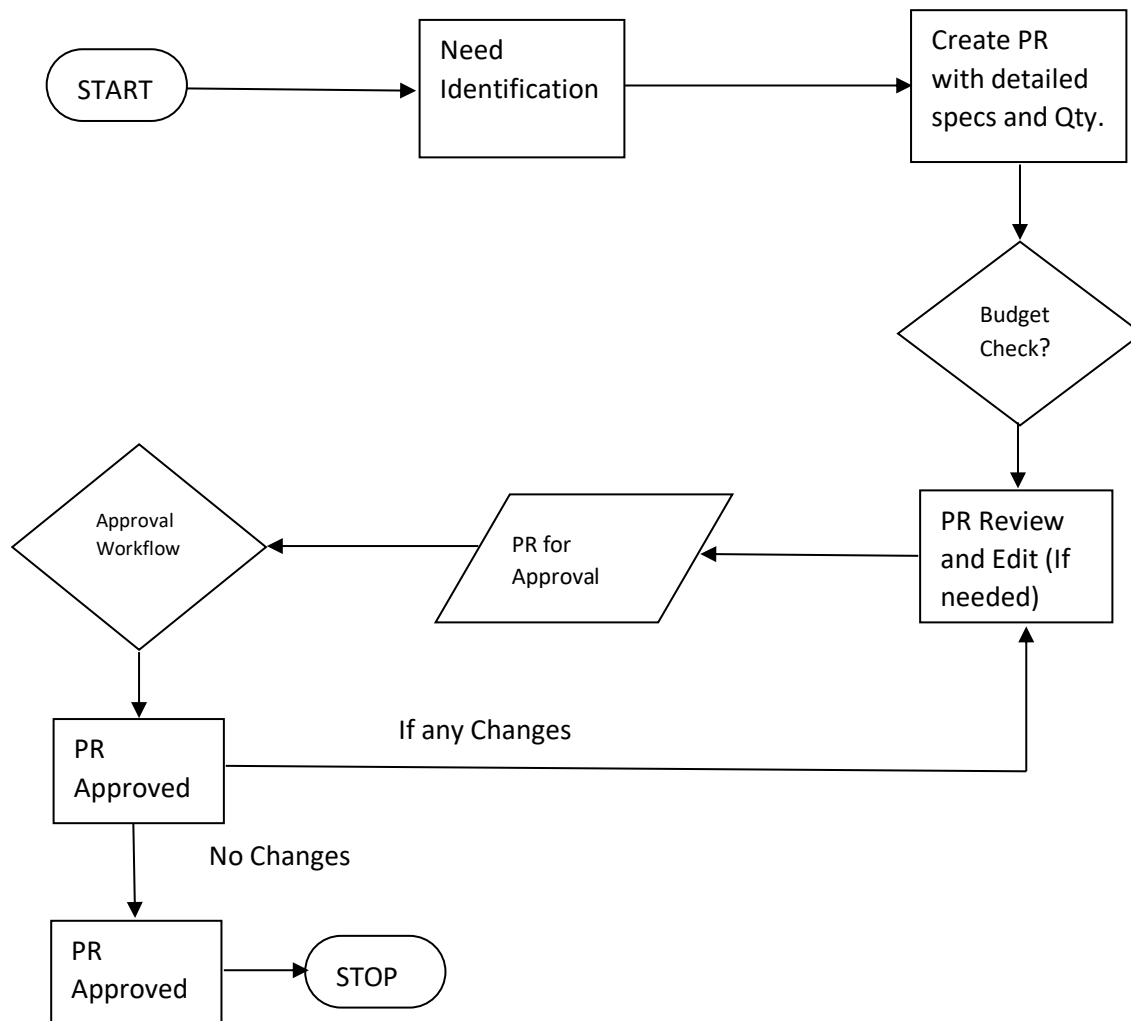 START
Need
Identification
Create PR
with detailed
specs and Qty.
Budget
Check?
PR Review
and Edit (If
needed)
PR for
Approval
Approval
Workflow
PR
Approved
If any Changes
No Changes
PR
Approved
STOP